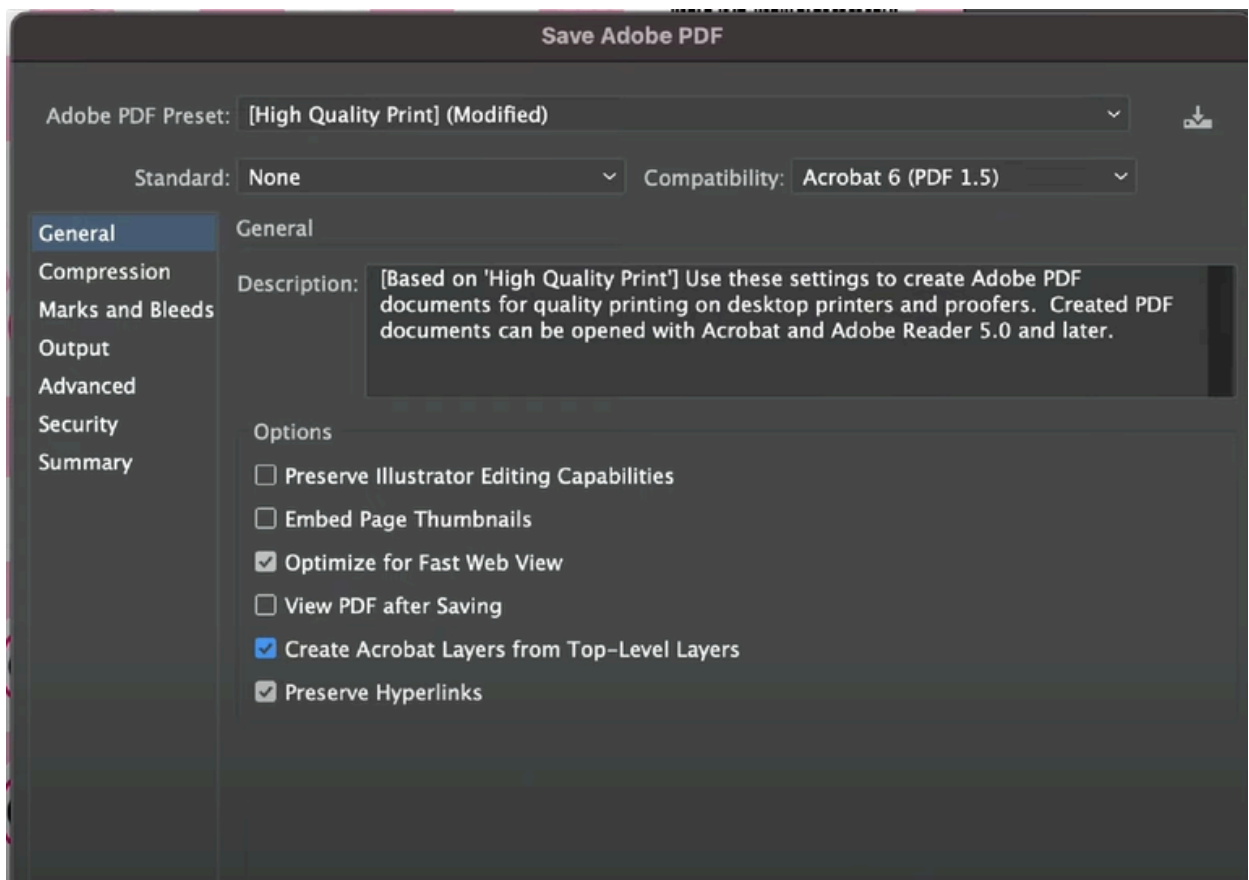 Save Adobe PDF
Adobe PDF Preset: [High Quality Print] (Modified)
Standard: None Compatibility: Acrobat 6 (PDF 1.5)
General
Compression
Marks and Bleeds
Output
Advanced
Security
Summary
General
Description: [Based on 'High Quality Print'] Use these settings to create Adobe PDF
documents for quality printing on desktop printers and proofers. Created PDF
documents can be opened with Acrobat and Adobe Reader 5.0 and later.
Options
Preserve Illustrator Editing Capabilities
Embed Page Thumbnails
Optimize for Fast Web View
View PDF after Saving
Create Acrobat Layers from Top-Level Layers
Preserve Hyperlinks